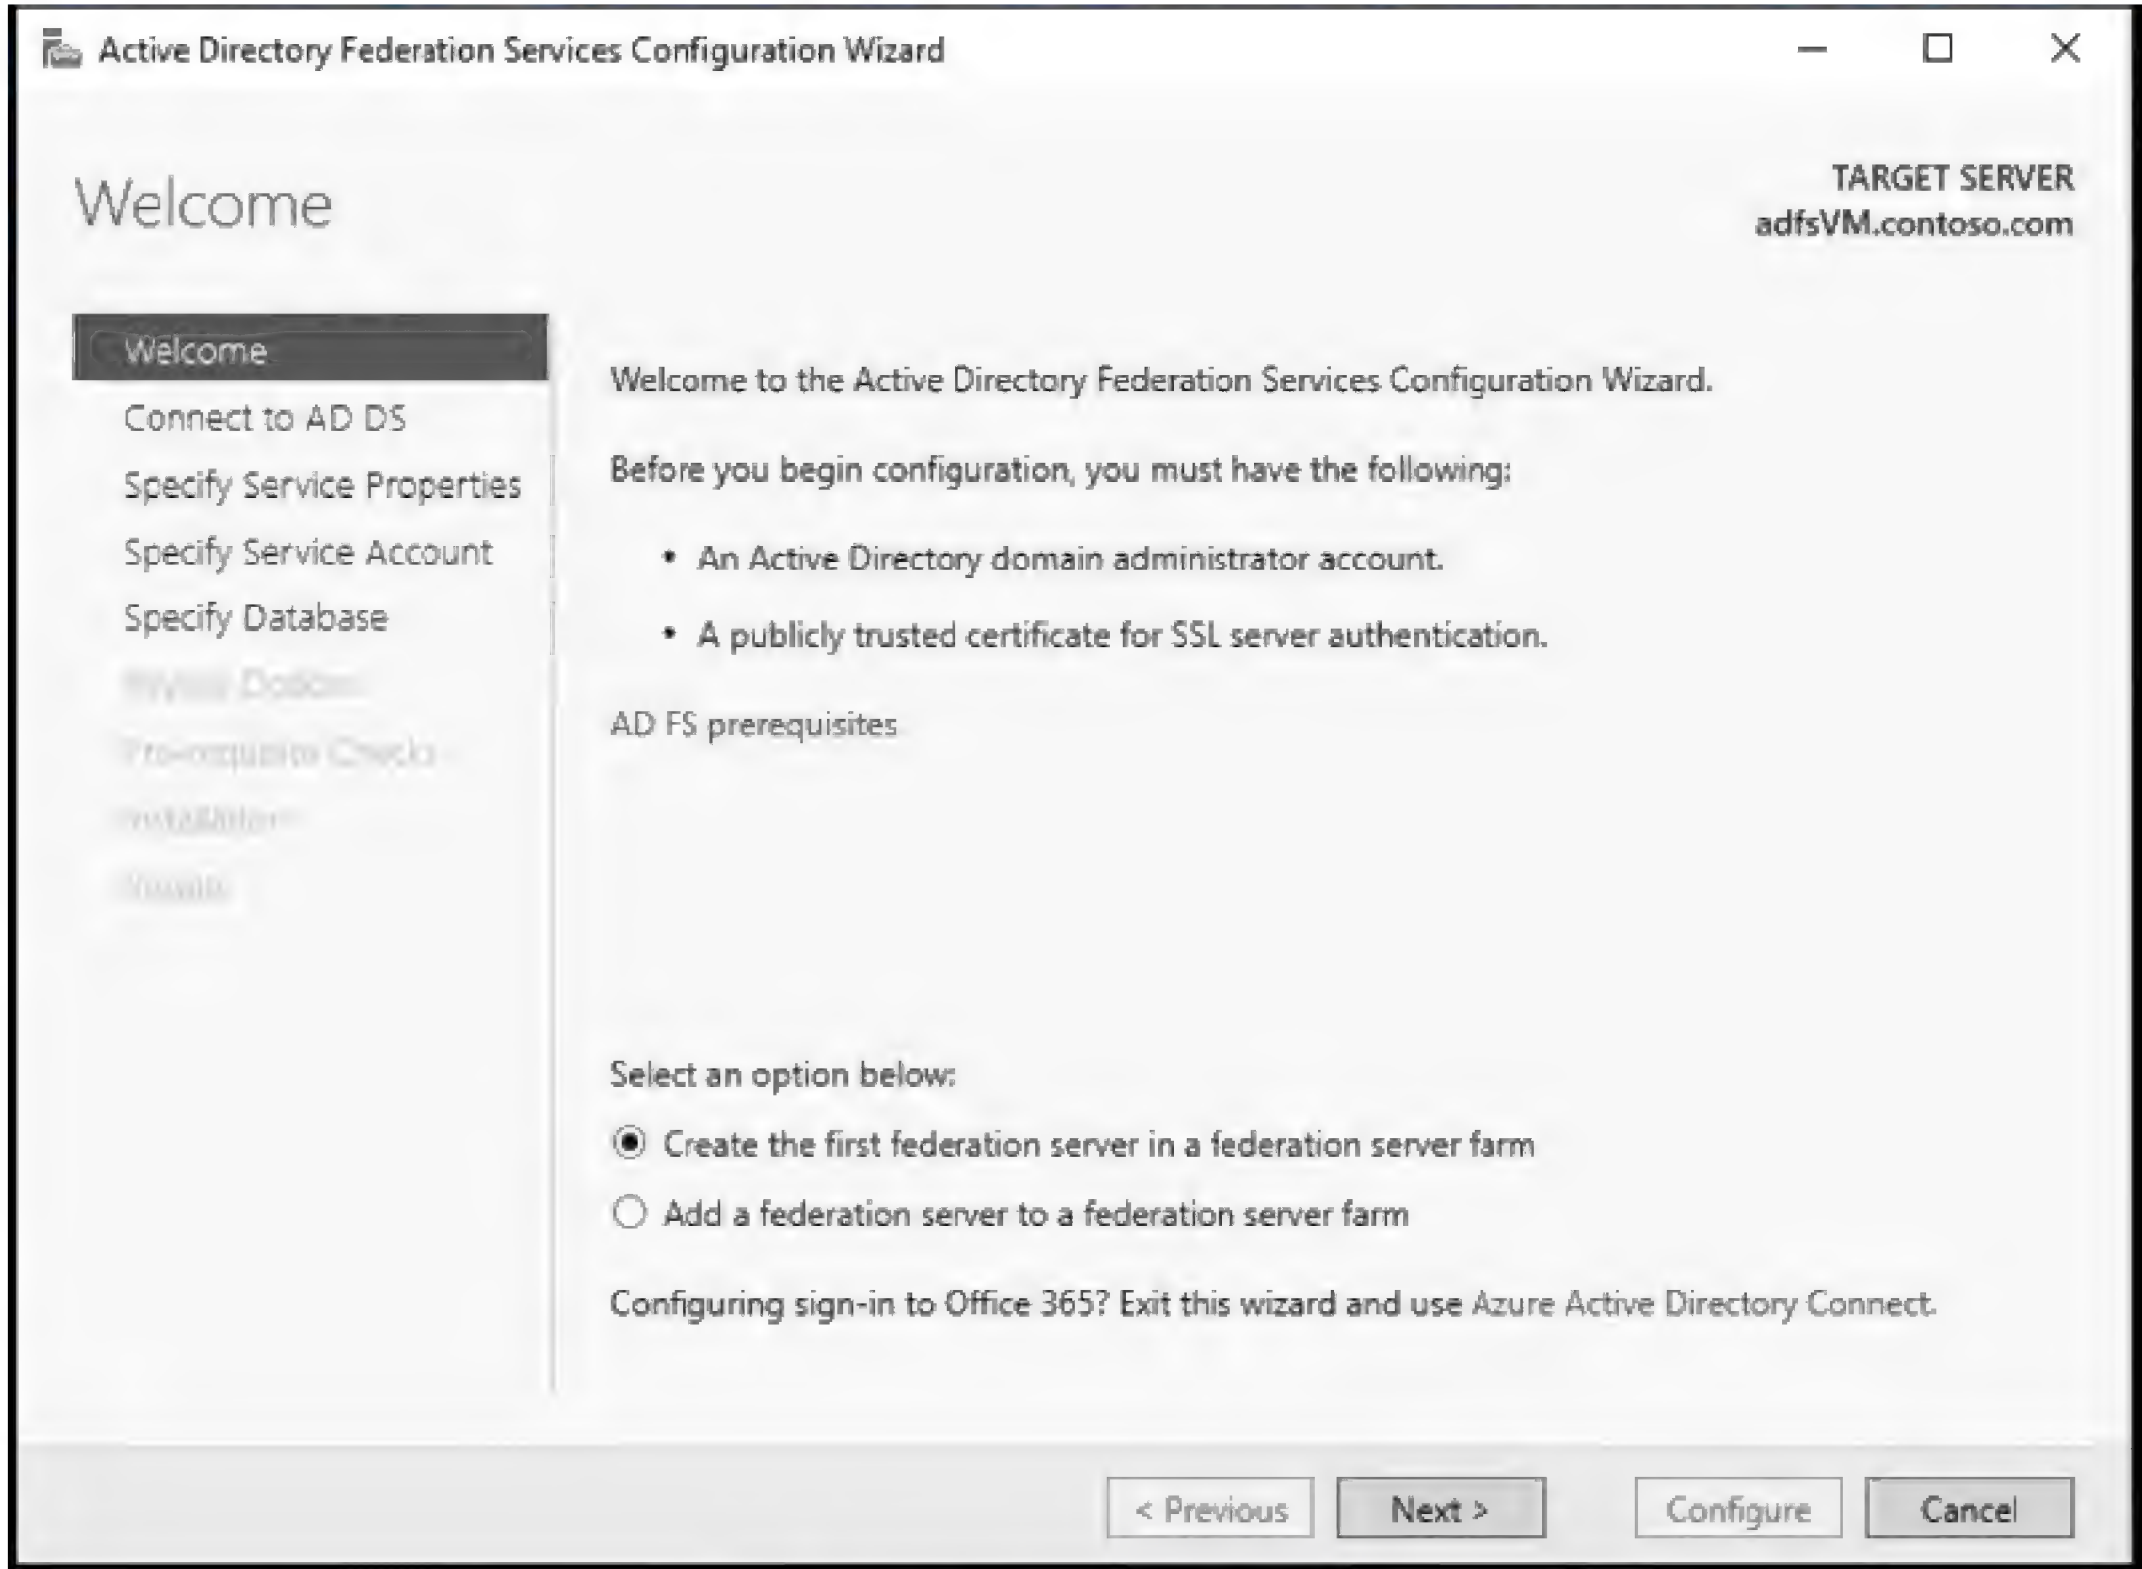 Active Directory Federation Services Configuration Wizard
Welcome
TARGET SERVER
adfsVM.contoso.com
Welcome
Connect to AD DS
Specify Service Properties
Specify Service Account
Specify Database
Pre-requisite Checks
Installation
Results
Welcome to the Active Directory Federation Services Configuration Wizard.
Before you begin configuration, you must have the following:
• An Active Directory domain administrator account.
• A publicly trusted certificate for SSL server authentication.
AD FS prerequisites
Select an option below:
Create the first federation server in a federation server farm
Add a federation server to a federation server farm
Configuring sign-in to Office 365? Exit this wizard and use Azure Active Directory Connect.
< Previous
Next >
Configure
Cancel